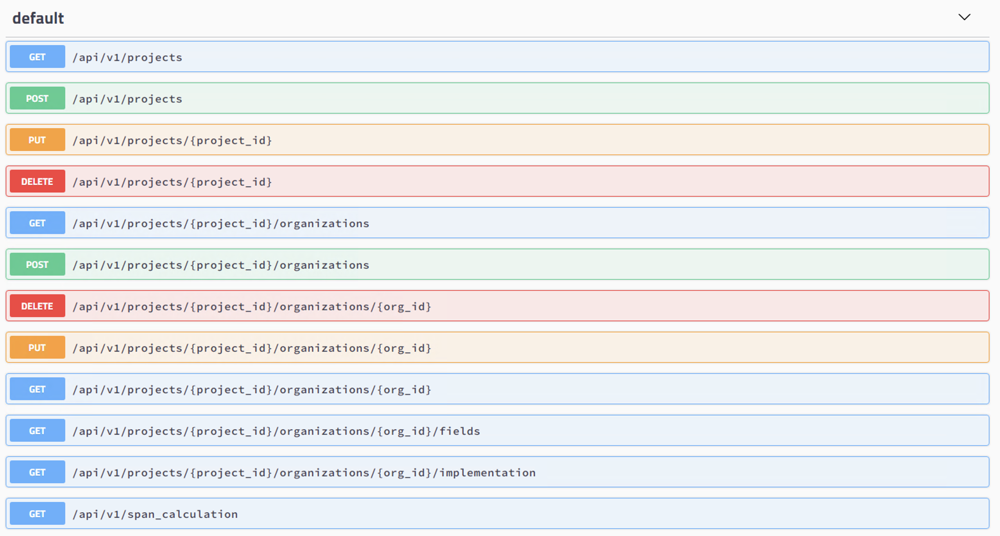 default
GET /api/v1/projects
POST /api/v1/projects
PUT /api/v1/projects/{project_id}
DELETE /api/v1/projects/{project_id}
GET /api/v1/projects/{project_id}/organizations
POST /api/v1/projects/{project_id}/organizations
DELETE /api/v1/projects/{project_id}/organizations/{org_id}
PUT /api/v1/projects/{project_id}/organizations/{org_id}
GET /api/v1/projects/{project_id}/organizations/{org_id}
GET /api/v1/projects/{project_id}/organizations/{org_id}/fields
GET /api/v1/projects/{project_id}/organizations/{org_id}/implementation
GET /api/v1/span_calculation